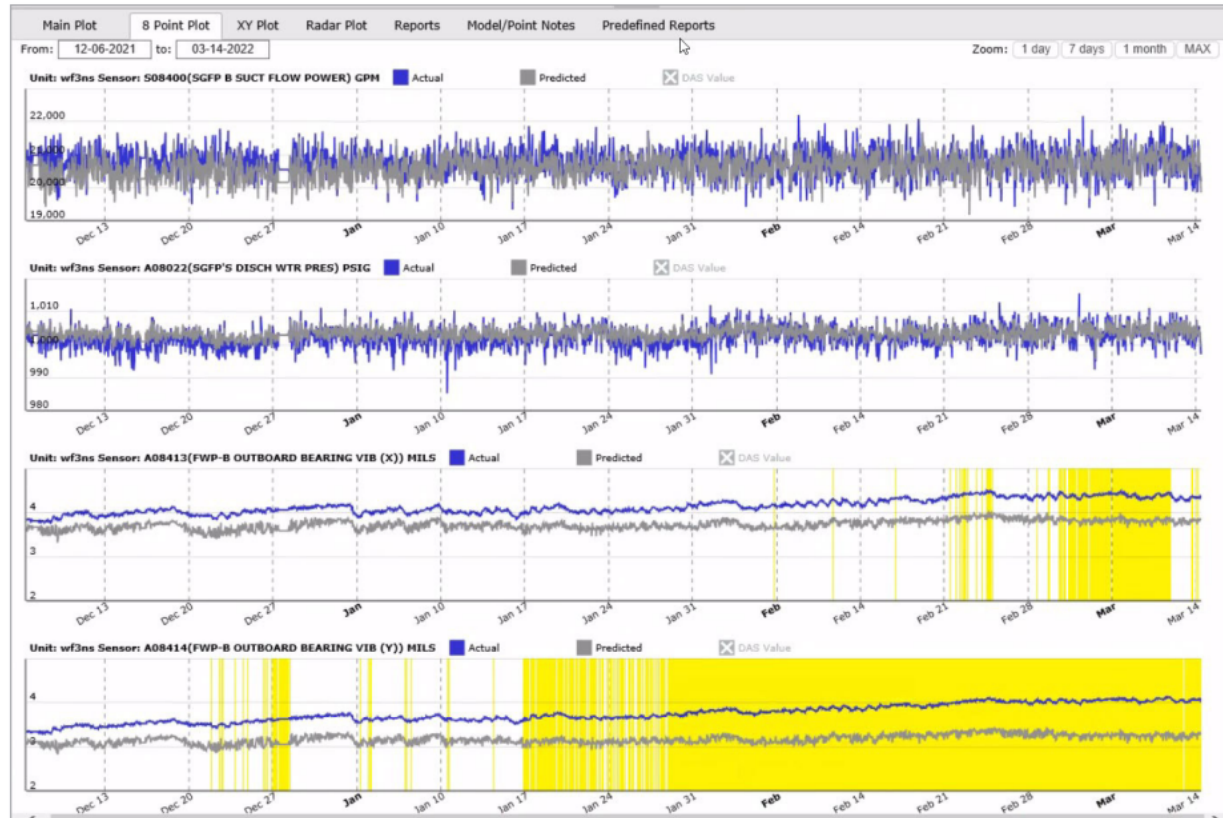 Main Plot 8 Point Plot XY Plot Radar Plot Reports Model/Point Notes Predefined Reports
From: 12-06-2021 to: 03-14-2022 Zoom: 1 day 7 days 1 month MAX
Unit: wf3ns Sensor: S08400(SGFP B SUCT FLOW POWER) GPM Actual Predicted DAS Value
22,000
21,000
20,000
19,000
Dec 13 Dec 20 Dec 27 Jan Jan 10 Jan 17 Jan 24 Jan 31 Feb Feb 14 Feb 21 Feb 28 Mar Mar 14
Unit: wf3ns Sensor: A08022(SGFP'S DISCH WTR PRES) PSIG Actual Predicted DAS Value
1,010
1,000
990
980
Dec 13 Dec 20 Dec 27 Jan Jan 10 Jan 17 Jan 24 Jan 31 Feb Feb 14 Feb 21 Feb 28 Mar Mar 14
Unit: wf3ns Sensor: A08413(FWP-B OUTBOARD BEARING VIB (X)) MILS Actual Predicted DAS Value
4
3
2
Dec 13 Dec 20 Dec 27 Jan Jan 10 Jan 17 Jan 24 Jan 31 Feb Feb 14 Feb 21 Feb 28 Mar Mar 14
Unit: wf3ns Sensor: A08414(FWP-B OUTBOARD BEARING VIB (Y)) MILS Actual Predicted DAS Value
4
3
2
Dec 13 Dec 20 Dec 27 Jan Jan 10 Jan 17 Jan 24 Jan 31 Feb Feb 14 Feb 21 Feb 28 Mar Mar 14